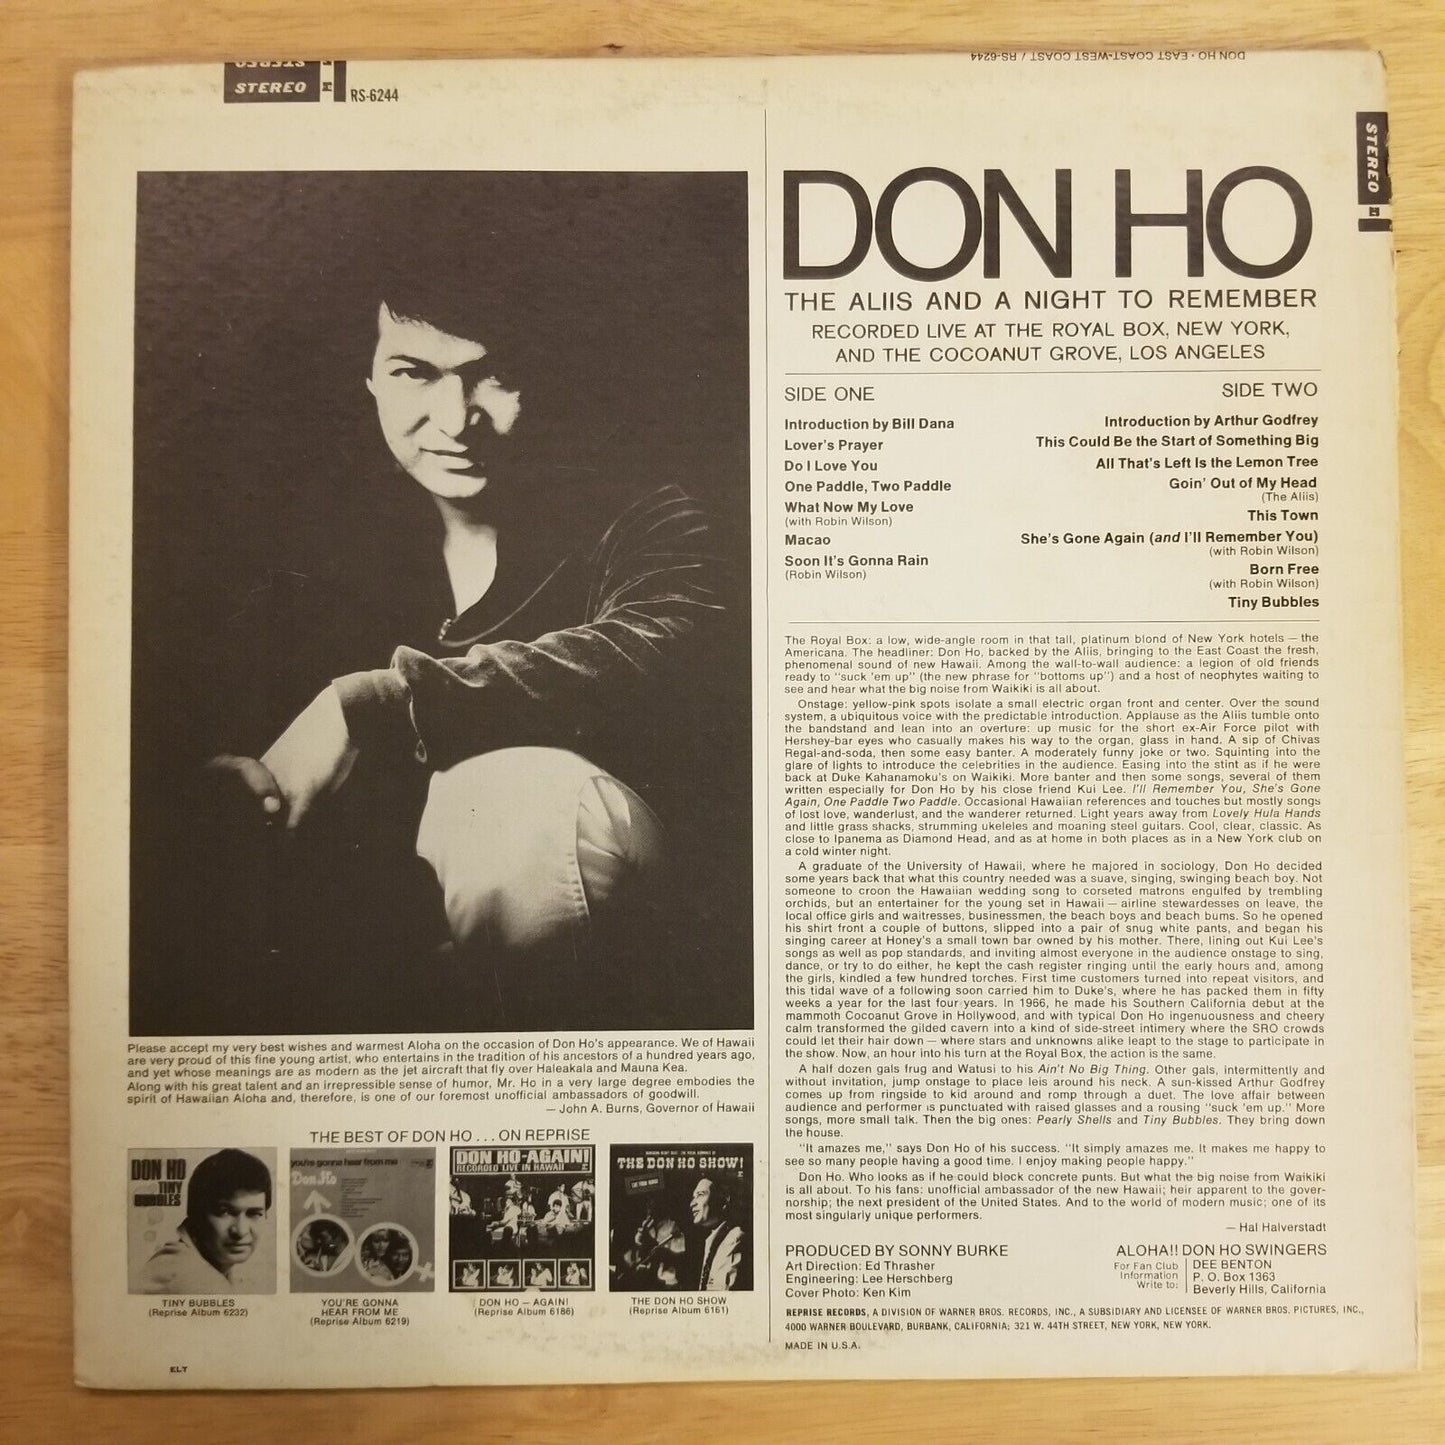 DON HO • EAST COAST-WEST COAST / RS-6244
STEREO
STEREO
RS-6244
STEREO
DON HO
THE ALIIS AND A NIGHT TO REMEMBER
RECORDED LIVE AT THE ROYAL BOX, NEW YORK,
AND THE COCOANUT GROVE, LOS ANGELES
SIDE ONE
Introduction by Bill Dana
Lover's Prayer
Do I Love You
One Paddle, Two Paddle
What Now My Love
(with Robin Wilson)
Macao
Soon It's Gonna Rain
(Robin Wilson)
SIDE TWO
Introduction by Arthur Godfrey
This Could Be the Start of Something Big
All That's Left Is the Lemon Tree
Goin' Out of My Head
(The Aliis)
This Town
She's Gone Again (and I'll Remember You)
(with Robin Wilson)
Born Free
(with Robin Wilson)
Tiny Bubbles
The Royal Box: a low, wide-angle room in that tall, platinum blond of New York hotels — the
Americana. The headliner: Don Ho, backed by the Aliis, bringing to the East Coast the fresh,
phenomenal sound of new Hawaii. Among the wall-to-wall audience: a legion of old friends
ready to "suck 'em up" (the new phrase for "bottoms up") and a host of neophytes waiting to
see and hear what the big noise from Waikiki is all about.
Onstage: yellow-pink spots isolate a small electric organ front and center. Over the sound
system, a ubiquitous voice with the predictable introduction. Applause as the Aliis tumble onto
the bandstand and lean into an overture: up music for the short ex-Air Force pilot with
Hershey-bar eyes who casually makes his way to the organ, glass in hand. A sip of Chivas
Regal-and-soda, then some easy banter. A moderately funny joke or two. Squinting into the
glare of lights to introduce the celebrities in the audience. Easing into the stint as if he were
back at Duke Kahanamoku's on Waikiki. More banter and then some songs, several of them
written especially for Don Ho by his close friend Kui Lee. I'll Remember You, She's Gone
Again, One Paddle Two Paddle. Occasional Hawaiian references and touches but mostly songs
of lost love, wanderlust, and the wanderer returned. Light years away from Lovely Hula Hands
and little grass shacks, strumming ukeleles and moaning steel guitars. Cool, clear, classic. As
close to Ipanema as Diamond Head, and as at home in both places as in a New York club on
a cold winter night.
A graduate of the University of Hawaii, where he majored in sociology, Don Ho decided
some years back that what this country needed was a suave, singing, swinging beach boy. Not
someone to croon the Hawaiian wedding song to corseted matrons engulfed by trembling
orchids, but an entertainer for the young set in Hawaii — airline stewardesses on leave, the
local office girls and waitresses, businessmen, the beach boys and beach bums. So he opened
his shirt front a couple of buttons, slipped into a pair of snug white pants, and began his
singing career at Honey's a small town bar owned by his mother. There, lining out Kui Lee's
songs as well as pop standards, and inviting almost everyone in the audience onstage to sing,
dance, or try to do either, he kept the cash register ringing until the early hours and, among
the girls, kindled a few hundred torches. First time customers turned into repeat visitors, and
this tidal wave of a following soon carried him to Duke's, where he has packed them in fifty
weeks a year for the last four years. In 1966, he made his Southern California debut at the
mammoth Cocoanut Grove in Hollywood, and with typical Don Ho ingenuousness and cheery
calm transformed the gilded cavern into a kind of side-street intimery where the SRO crowds
could let their hair down — where stars and unknowns alike leapt to the stage to participate in
the show. Now, an hour into his turn at the Royal Box, the action is the same.
A half dozen gals frug and Watusi to his Ain't No Big Thing. Other gals, intermittently and
without invitation, jump onstage to place leis around his neck. A sun-kissed Arthur Godfrey
comes up from ringside to kid around and romp through a duet. The love affair between
audience and performer is punctuated with raised glasses and a rousing "suck 'em up." More
songs, more small talk. Then the big ones: Pearly Shells and Tiny Bubbles. They bring down
the house.
"It amazes me," says Don Ho of his success. "It simply amazes me. It makes me happy to
see so many people having a good time. I enjoy making people happy."
Don Ho. Who looks as if he could block concrete punts. But what the big noise from Waikiki
is all about. To his fans: unofficial ambassador of the new Hawaii; heir apparent to the gover-
norship; the next president of the United States. And to the world of modern music; one of its
most singularly unique performers.
— Hal Halverstadt
Please accept my very best wishes and warmest Aloha on the occasion of Don Ho's appearance. We of Hawaii
are very proud of this fine young artist, who entertains in the tradition of his ancestors of a hundred years ago,
and yet whose meanings are as modern as the jet aircraft that fly over Haleakala and Mauna Kea.
Along with his great talent and an irrepressible sense of humor, Mr. Ho in a very large degree embodies the
spirit of Hawaiian Aloha and, therefore, is one of our foremost unofficial ambassadors of goodwill.
— John A. Burns, Governor of Hawaii
THE BEST OF DON HO . . . ON REPRISE
DON HO
TINY
BUBBLES
you're gonna hear from me
Don Ho
DON HO-AGAIN!
RECORDED LIVE IN HAWAII
THE DON HO SHOW!
TINY BUBBLES
(Reprise Album 6232)
YOU'RE GONNA
HEAR FROM ME
(Reprise Album 6219)
DON HO — AGAIN!
(Reprise Album 6186)
THE DON HO SHOW
(Reprise Album 6161)
PRODUCED BY SONNY BURKE
Art Direction: Ed Thrasher
Engineering: Lee Herschberg
Cover Photo: Ken Kim
ALOHA!! DON HO SWINGERS
For Fan Club
Information
Write to:
DEE BENTON
P. O. Box 1363
Beverly Hills, California
REPRISE RECORDS, A DIVISION OF WARNER BROS. RECORDS, INC., A SUBSIDIARY AND LICENSEE OF WARNER BROS. PICTURES, INC.,
4000 WARNER BOULEVARD, BURBANK, CALIFORNIA; 321 W. 44TH STREET, NEW YORK, NEW YORK.
MADE IN U.S.A.
ELT